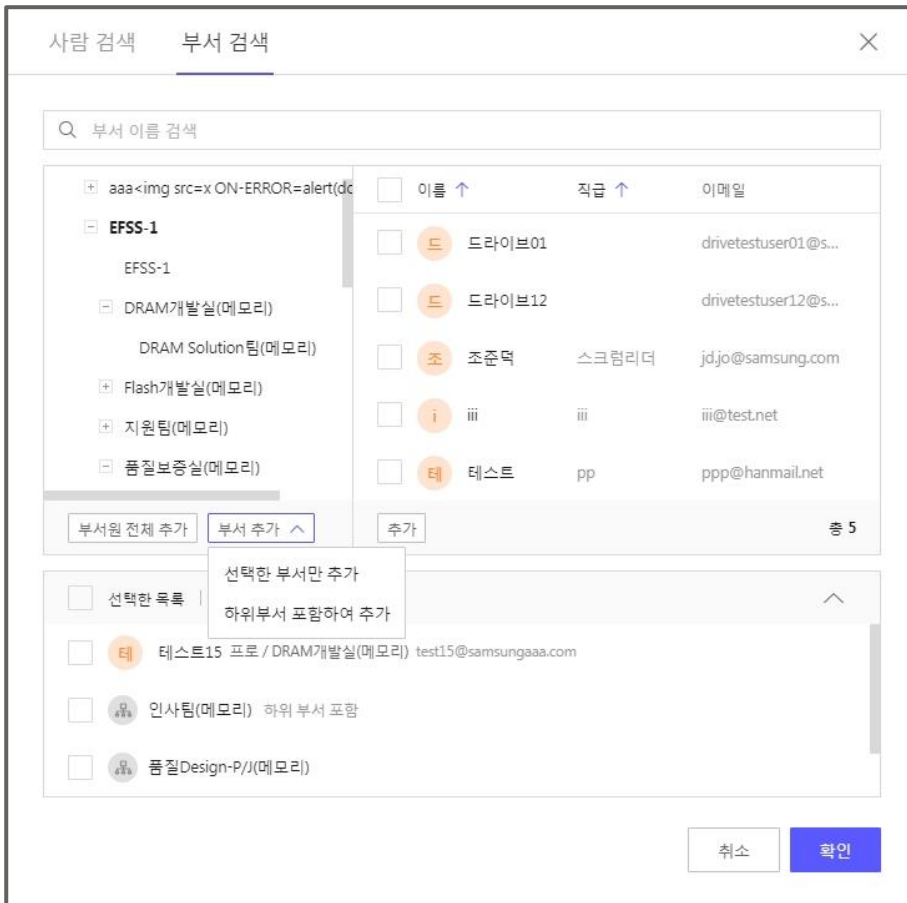 사람 검색 부서 검색
부서 이름 검색
aaa<img src=x ON-ERROR=alert(dc
EFSS-1
EFSS-1
DRAM개발실(메모리)
DRAM Solution팀(메모리)
Flash개발실(메모리)
지원팀(메모리)
품질보증실(메모리)
부서원 전체 추가 부서 추가
선택한 부서만 추가
하위부서 포함하여 추가
이름 직급 이메일
드 드라이브01 drivetestuser01@s...
드 드라이브12 drivetestuser12@s...
조 조준덕 스크럼리더 jd.jo@samsung.com
i iii iii iii@test.net
테 테스트 pp ppp@hanmail.net
추가 총 5
선택한 목록
테 테스트15 프로 / DRAM개발실(메모리) test15@samsungaaa.com
인사팀(메모리) 하위 부서 포함
품질Design-P/J(메모리)
취소 확인